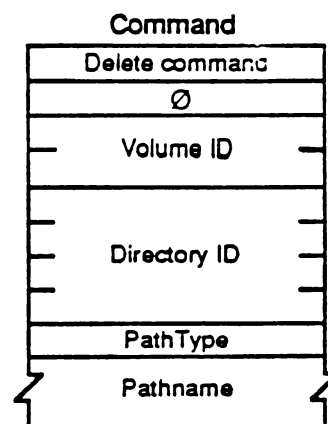 Command
Delete command
Ø
Volume ID
Directory ID
PathType
Pathname